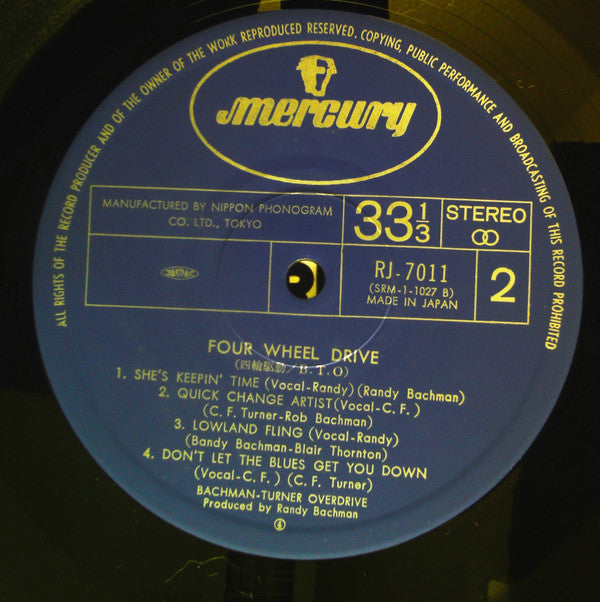 ALL RIGHTS OF THE RECORD PRODUCER AND OF THE OWNER OF THE WORK REPRODUCED RESERVED. COPYING, PUBLIC PERFORMANCE AND BROADCASTING OF THIS RECORD PROHIBITED
mercury
MANUFACTURED BY NIPPON PHONOGRAM
CO. LTD., TOKYO
33 1/3
STEREO
RJ-7011
(SRM-1-1027 B)
MADE IN JAPAN
2
FOUR WHEEL DRIVE
(四輪駆動/B.T.O)
1. SHE'S KEEPIN' TIME (Vocal-Randy) (Randy Bachman)
2. QUICK CHANGE ARTIST (Vocal-C. F.)
(C. F. Turner-Rob Bachman)
3. LOWLAND FLING (Vocal-Randy)
(Bandy Bachman-Blair Thornton)
4. DON'T LET THE BLUES GET YOU DOWN
(Vocal-C. F.) (C. F. Turner)
BACHMAN-TURNER OVERDRIVE
Produced by Randy Bachman